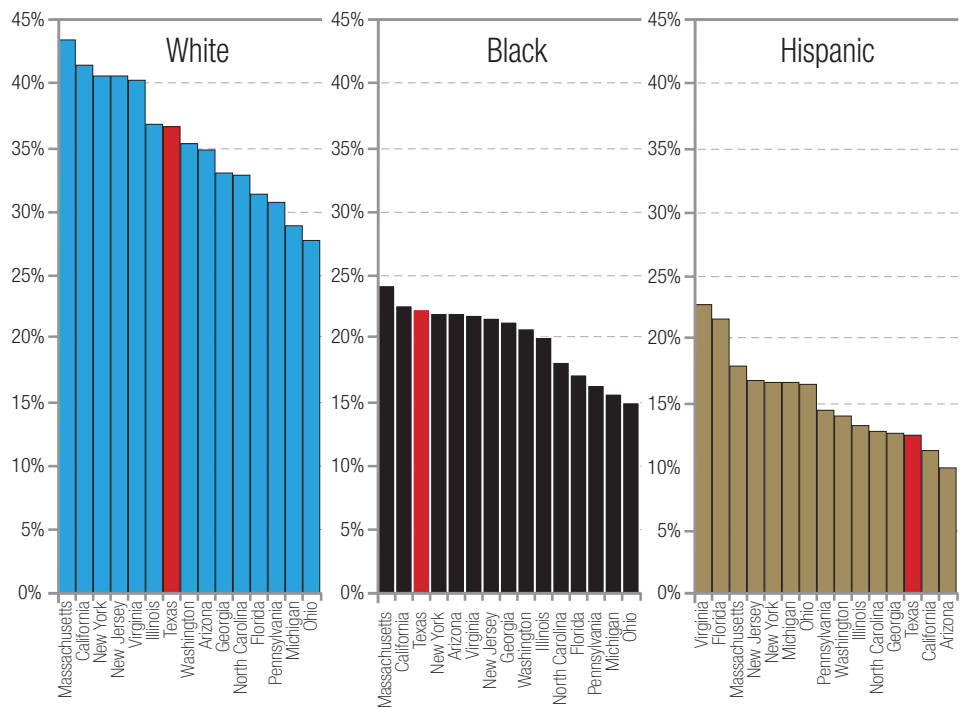 White
45%
40%
35%
30%
25%
20%
15%
10%
5%
0%
Massachusetts
California
New York
New Jersey
Virginia
Illinois
Texas
Washington
Arizona
Georgia
North Carolina
Florida
Pennsylvania
Michigan
Ohio
Black
45%
40%
35%
30%
25%
20%
15%
10%
5%
0%
Massachusetts
California
Texas
New York
Arizona
Virginia
New Jersey
Georgia
Washington
Illinois
North Carolina
Florida
Pennsylvania
Michigan
Ohio
Hispanic
45%
40%
35%
30%
25%
20%
15%
10%
5%
0%
Virginia
Florida
Massachusetts
New Jersey
New York
Michigan
Ohio
Pennsylvania
Washington
Illinois
North Carolina
Georgia
Texas
California
Arizona